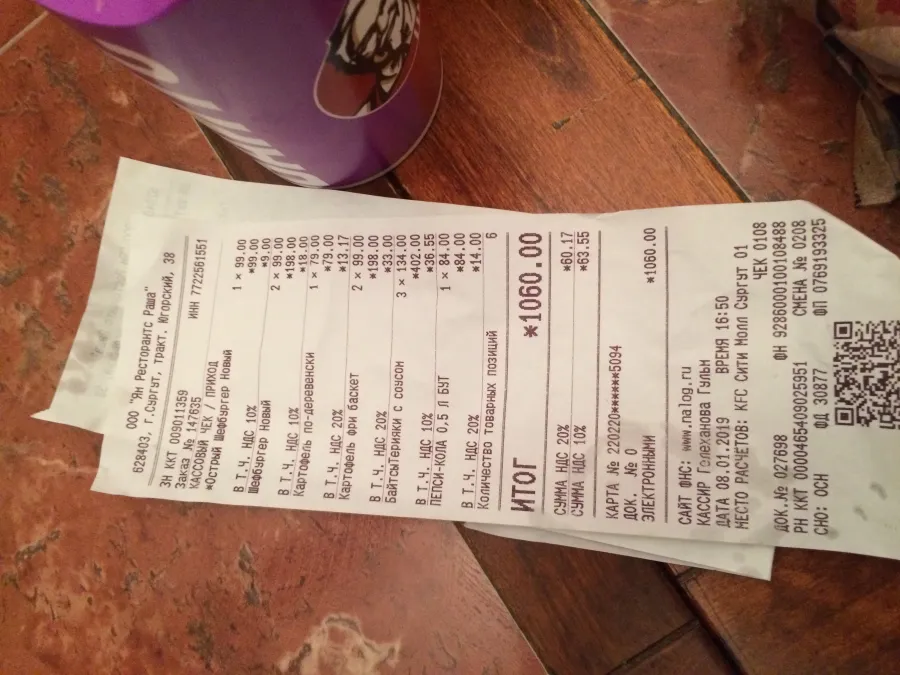 ООО "Ям Ресторантс Раша"
628403, г.Сургут, тракт. Югорский, 38
ЗН ККТ 009011359 ИНН 7722561551
Заказ № 147635
КАССОВЫЙ ЧЕК / ПРИХОД
*Острый Шефбургер Новый
1 × 99.00
*99.00
В Т.Ч. НДС 10% *9.00
Шефбургер Новый
2 × 99.00
*198.00
В Т.Ч. НДС 10% *18.00
Картофель по-деревенски
1 × 79.00
*79.00
В Т.Ч. НДС 20% *13.17
Картофель фри баскет
2 × 99.00
*198.00
В Т.Ч. НДС 20% *33.00
БайтсыТерияки с соусом
3 × 134.00
*402.00
В Т.Ч. НДС 10% *36.55
ПЕПСИ-КОЛА 0,5 Л БУТ
1 × 84.00
*84.00
В Т.Ч. НДС 20% *14.00
Количество товарных позиций 6
ИТОГ *1060.00
СУММА НДС 20% *60.17
СУММА НДС 10% *63.55
КАРТА № 220220******5094
ДОК. № 0
ЭЛЕКТРОННЫМИ *1060.00
САЙТ ФНС: www.nalog.ru
КАССИР Гелеханова Гульн
ДАТА 08.01.2019 ВРЕМЯ 16:50
МЕСТО РАСЧЕТОВ: KFC Сити Молл Сургут 01
ЧЕК 0108
ДОК.№ 027698 ФН 9286000100108488
РН ККТ 0000465409025951 СМЕНА № 0208
СНО: ОСН ФД 30877 ФП 0769193325